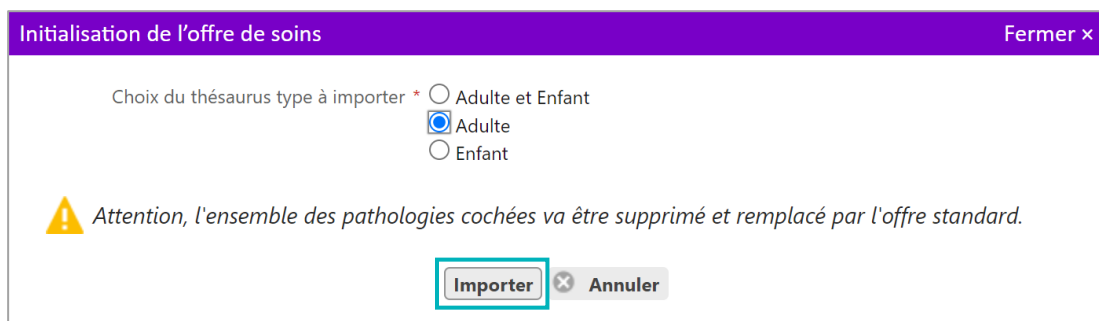 Initialisation de l’offre de soins Fermer ×
Choix du thésaurus type à importer * Adulte et Enfant
Adulte
Enfant
Attention, l'ensemble des pathologies cochées va être supprimé et remplacé par l'offre standard.
Importer Annuler